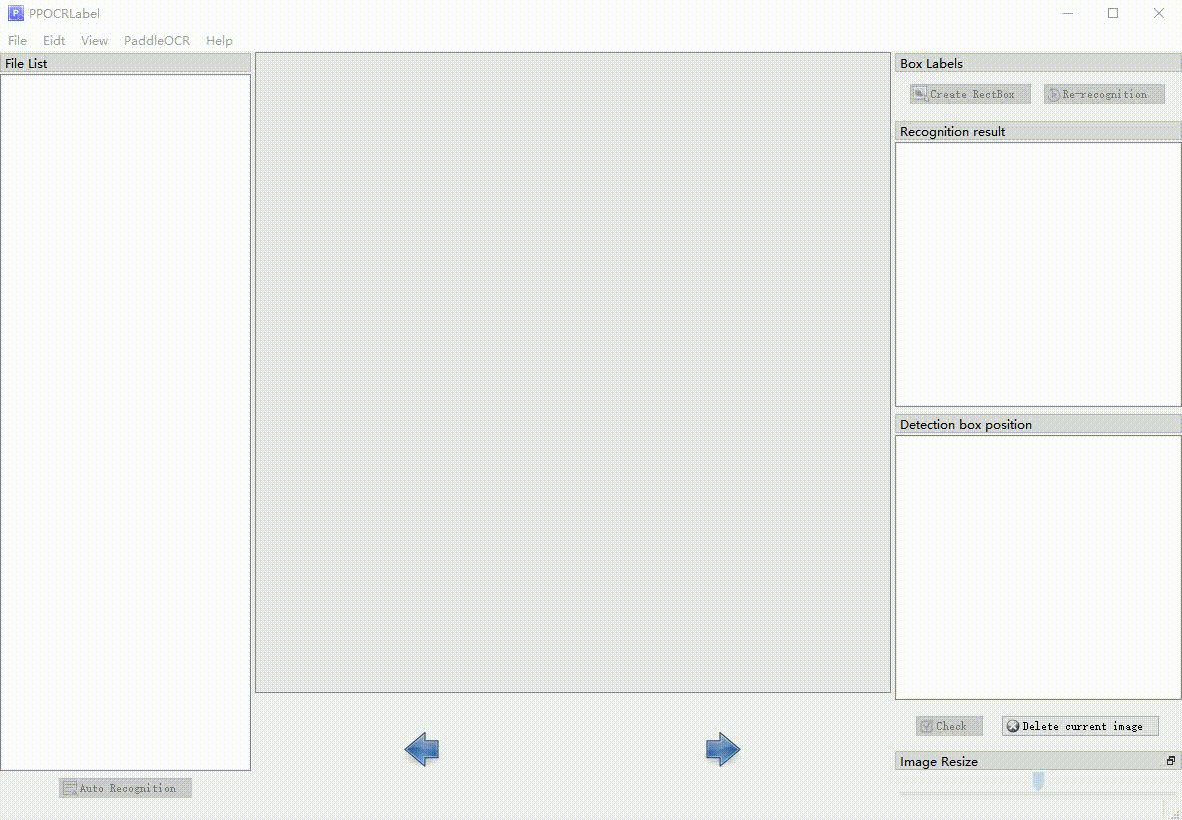 PPOCRLabel
File Eidt View PaddleOCR Help
File List
Box Labels
Create RectBox Re-recognition
Recognition result
Detection box position
Check Delete current image
Image Resize
Auto Recognition